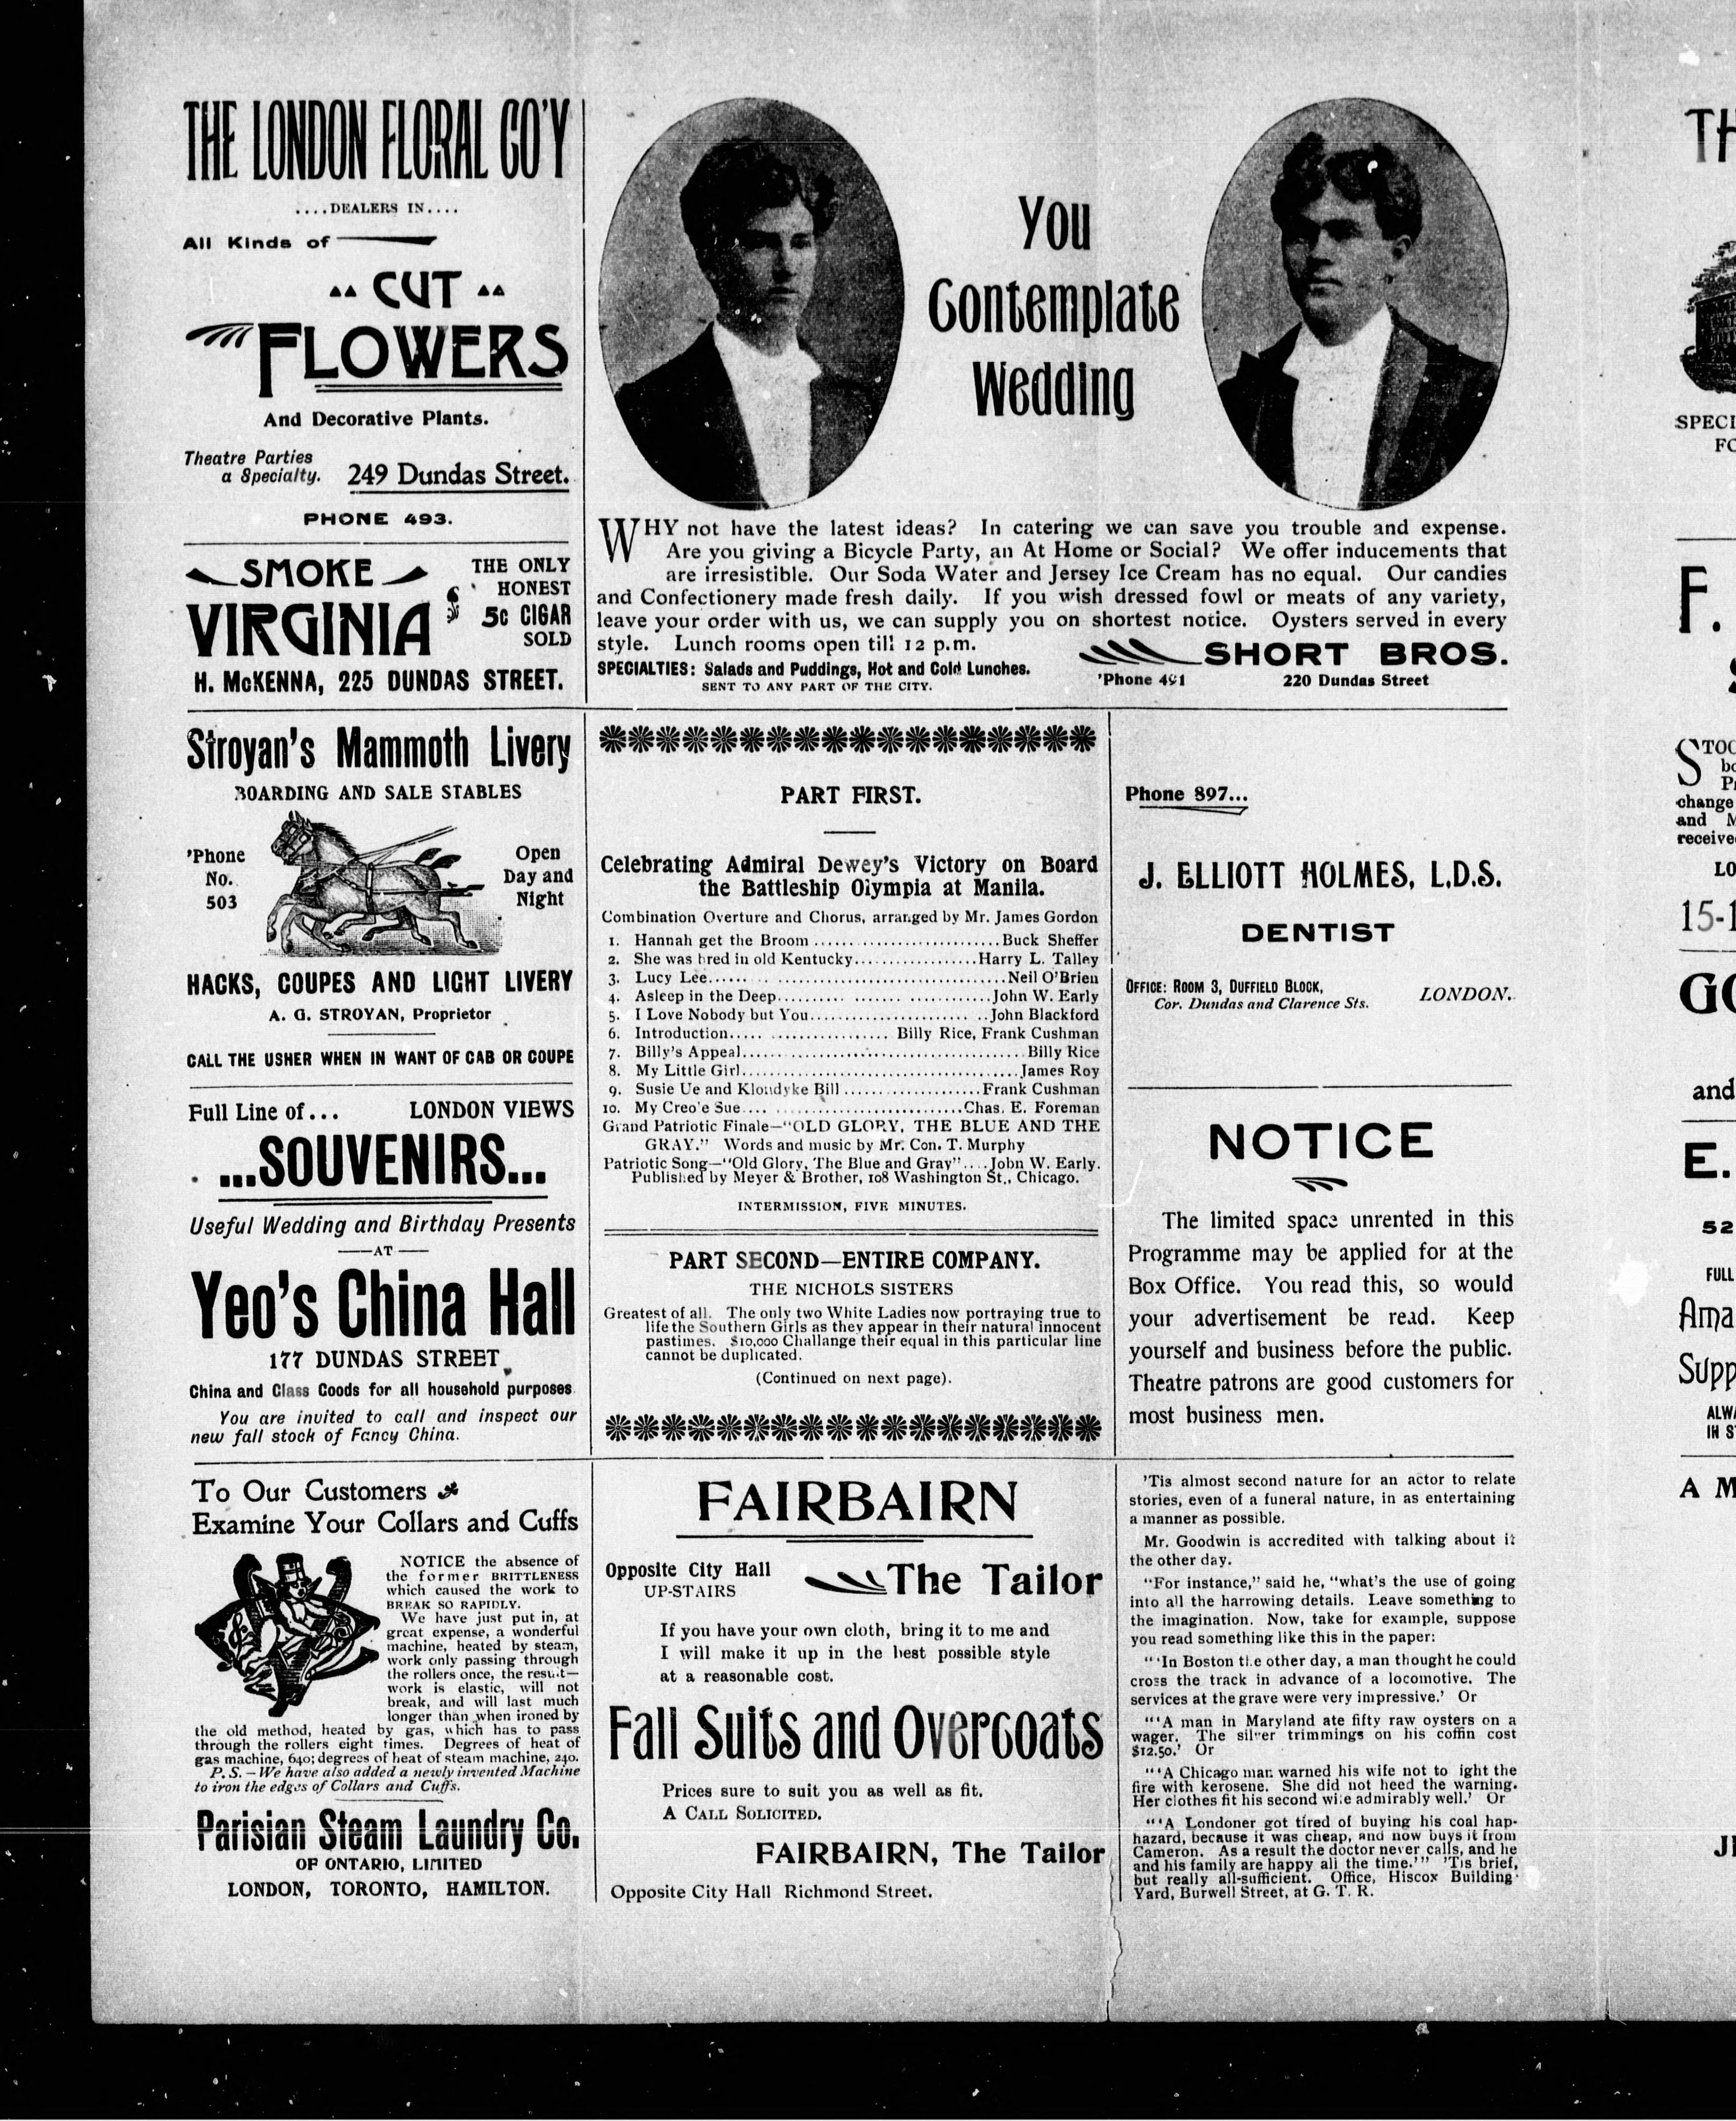 THE LONDON FLORAL CO'Y
....DEALERS IN....
All Kinds of
CUT
FLOWERS
And Decorative Plants.
Theatre Parties
a Specialty.
249 Dundas Street.
PHONE 493.
SMOKE
VIRGINIA
THE ONLY
HONEST
5c CIGAR
SOLD
H. McKENNA, 225 DUNDAS STREET.
You
Contemplate
Wedding
WHY not have the latest ideas? In catering we can save you trouble and expense.
Are you giving a Bicycle Party, an At Home or Social? We offer inducements that
are irresistible. Our Soda Water and Jersey Ice Cream has no equal. Our candies
and Confectionery made fresh daily. If you wish dressed fowl or meats of any variety,
leave your order with us, we can supply you on shortest notice. Oysters served in every
style. Lunch rooms open till 12 p.m.
SPECIALTIES: Salads and Puddings, Hot and Cold Lunches.
SENT TO ANY PART OF THE CITY.
SHORT BROS.
'Phone 491
220 Dundas Street
Stroyan's Mammoth Livery
BOARDING AND SALE STABLES
'Phone
No.
503
Open
Day and
Night
HACKS, COUPES AND LIGHT LIVERY
A. G. STROYAN, Proprietor
CALL THE USHER WHEN IN WANT OF CAB OR COUPE
Full Line of... LONDON VIEWS
...SOUVENIRS...
Useful Wedding and Birthday Presents
AT
Yeo's China Hall
177 DUNDAS STREET
China and Glass Goods for all household purposes
You are invited to call and inspect our
new fall stock of Fancy China.
To Our Customers
Examine Your Collars and Cuffs
NOTICE the absence of
the former BRITTLENESS
which caused the work to
BREAK SO RAPIDLY.
We have just put in, at
great expense, a wonderful
machine, heated by steam,
work only passing through
the rollers once, the result—
work is elastic, will not
break, and will last much
longer than when ironed by
the old method, heated by gas, which has to pass
through the rollers eight times. Degrees of heat of
gas machine, 640; degrees of heat of steam machine, 240.
P. S.—We have also added a newly invented Machine
to iron the edges of Collars and Cuffs.
Parisian Steam Laundry Co.
OF ONTARIO, LIMITED
LONDON, TORONTO, HAMILTON.
PART FIRST.
Celebrating Admiral Dewey's Victory on Board
the Battleship Olympia at Manila.
Combination Overture and Chorus, arranged by Mr. James Gordon
1. Hannah get the Broom..........Buck Sheffer
2. She was bred in old Kentucky..........Harry L. Talley
3. Lucy Lee..........Neil O'Brien
4. Asleep in the Deep..........John W. Early
5. I Love Nobody but You..........John Blackford
6. Introduction..........Billy Rice, Frank Cushman
7. Billy's Appeal..........Billy Rice
8. My Little Girl..........James Roy
9. Susie Ue and Klondyke Bill..........Frank Cushman
10. My Creole Sue..........Chas. E. Foreman
Grand Patriotic Finale—"OLD GLORY, THE BLUE AND THE
GRAY." Words and music by Mr. Con. T. Murphy
Patriotic Song—"Old Glory, The Blue and Gray"....John W. Early.
Published by Meyer & Brother, 108 Washington St., Chicago.
INTERMISSION, FIVE MINUTES.
PART SECOND—ENTIRE COMPANY.
THE NICHOLS SISTERS
Greatest of all. The only two White Ladies now portraying true to
life the Southern Girls as they appear in their natural innocent
pastimes. $10,000 Challange their equal in this particular line
cannot be duplicated.
(Continued on next page).
Phone 897...
J. ELLIOTT HOLMES, L.D.S.
DENTIST
OFFICE: ROOM 3, DUFFIELD BLOCK,
Cor. Dundas and Clarence Sts.
LONDON.
NOTICE
The limited space unrented in this
Programme may be applied for at the
Box Office. You read this, so would
your advertisement be read. Keep
yourself and business before the public.
Theatre patrons are good customers for
most business men.
FAIRBAIRN
Opposite City Hall
UP-STAIRS
The Tailor
If you have your own cloth, bring it to me and
I will make it up in the best possible style
at a reasonable cost.
Fall Suits and Overcoats
Prices sure to suit you as well as fit.
A CALL SOLICITED.
FAIRBAIRN, The Tailor
Opposite City Hall Richmond Street.
'Tis almost second nature for an actor to relate
stories, even of a funeral nature, in as entertaining
a manner as possible.
Mr. Goodwin is accredited with talking about it
the other day.
"For instance," said he, "what's the use of going
into all the harrowing details. Leave something to
the imagination. Now, take for example, suppose
you read something like this in the paper:
"'In Boston the other day, a man thought he could
cross the track in advance of a locomotive. The
services at the grave were very impressive.' Or
"'A man in Maryland ate fifty raw oysters on a
wager. The silver trimmings on his coffin cost
$12.50.' Or
"'A Chicago man warned his wife not to ight the
fire with kerosene. She did not heed the warning.
Her clothes fit his second wife admirably well.' Or
"'A Londoner got tired of buying his coal hap-
hazard, because it was cheap, and now buys it from
Cameron. As a result the doctor never calls, and he
and his family are happy all the time.'" 'Tis brief,
but really all-sufficient. Office, Hiscox Building
Yard, Burwell Street, at G. T. R.
TH
SPECI
FO
F.
S
STOC
bo
Pr
change
and M
receive
LO
15-1
GO
and
E.
52
FULL
Ama
Supp
ALWA
IN S
A M
JE